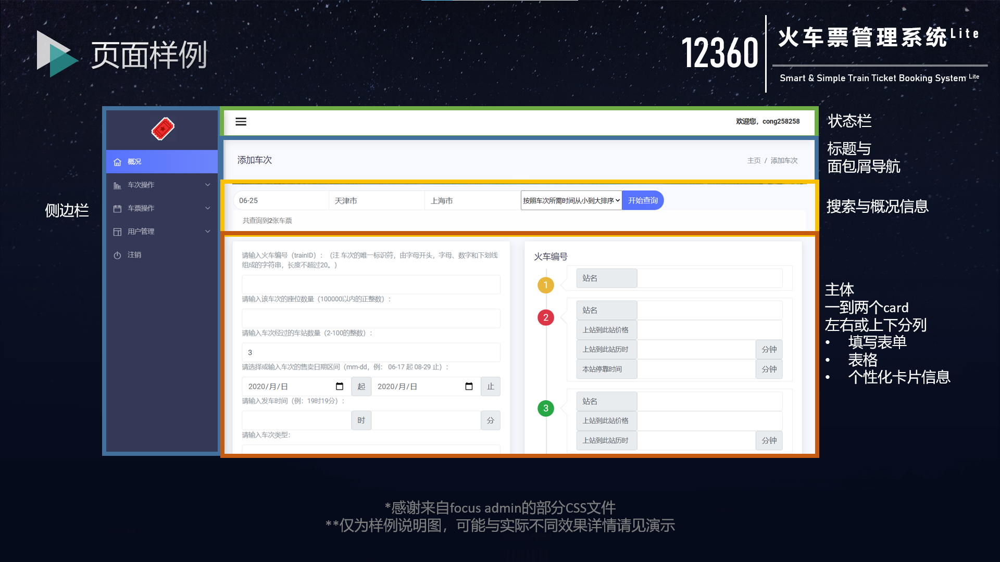 页面样例
12360
火车票管理系统Lite
Smart & Simple Train Ticket Booking System Lite
侧边栏
概况
车次操作
车票操作
用户管理
注销
欢迎您，cong258258
状态栏
添加车次
主页 / 添加车次
标题与
面包屑导航
06-25
天津市
上海市
按照车次所需时间从小到大排序
开始查询
共查询到2张车票
搜索与概况信息
请输入火车编号（trainID）：（注 车次的唯一标识符，由字母开头，字母、数字和下划线
组成的字符串，长度不超过20。）
请输入该车次的座位数量（100000以内的正整数）：
请输入车次经过的车站数量（2-100的整数）：
3
请选择或输入车次的售卖日期区间（mm-dd，例： 06-17 起 08-29 止）：
2020/月/日
起
2020/月/日
止
请输入发车时间（例：19时19分）：
时
分
请输入车次类型：
火车编号
1
站名
2
站名
上站到此站价格
上站到此站历时
分钟
本站停靠时间
分钟
3
站名
上站到此站价格
上站到此站历时
分钟
主体
一到两个card
左右或上下分列
• 填写表单
• 表格
• 个性化卡片信息
*感谢来自focus admin的部分CSS文件
**仅为样例说明图，可能与实际不同效果详情请见演示